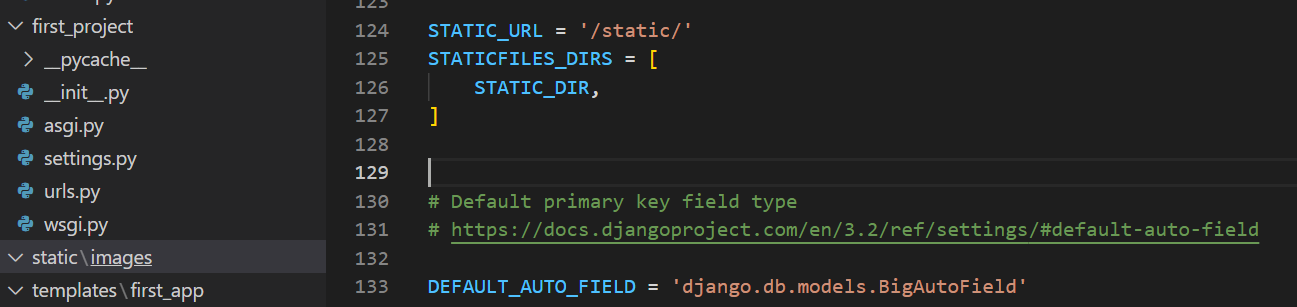 first_project
__pycache__
__init__.py
asgi.py
settings.py
urls.py
wsgi.py
static\images
templates\first_app
123
124 STATIC_URL = '/static/'
125 STATICFILES_DIRS = [
126     STATIC_DIR,
127 ]
128
129
130 # Default primary key field type
131 # https://docs.djangoproject.com/en/3.2/ref/settings/#default-auto-field
132
133 DEFAULT_AUTO_FIELD = 'django.db.models.BigAutoField'